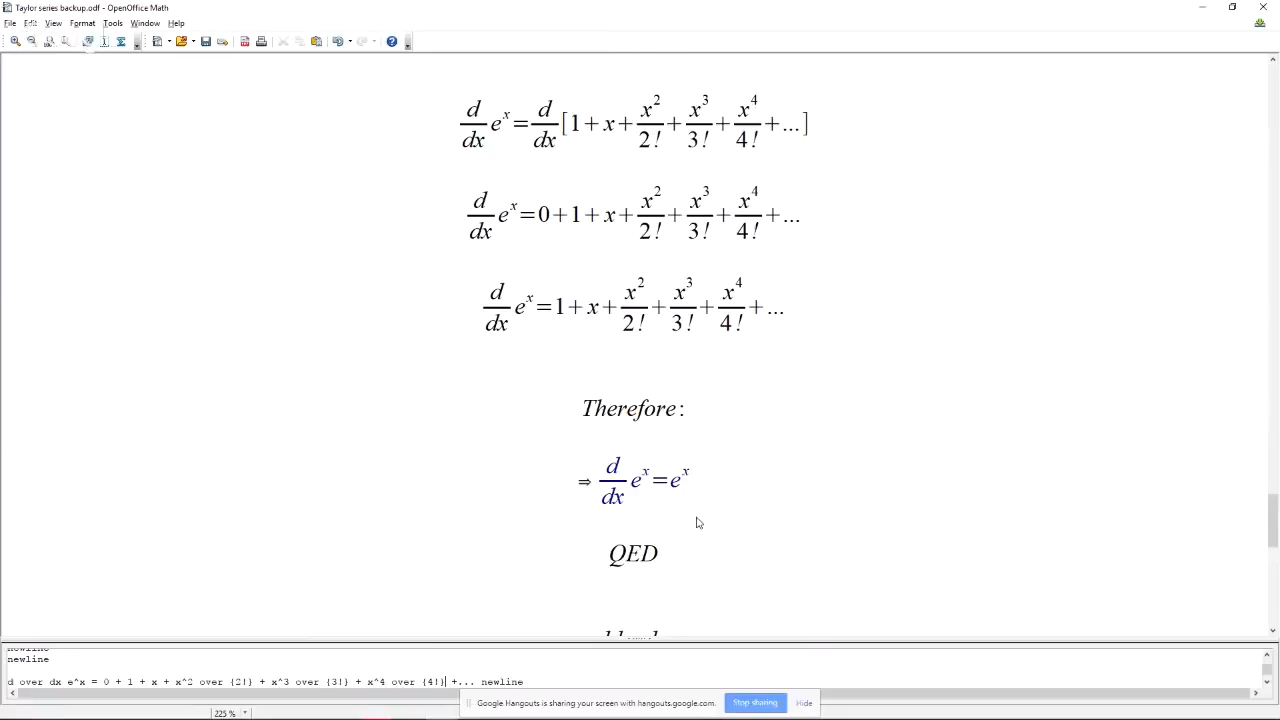 Taylor series backup.odf - OpenOffice Math
File Edit View Format Tools Window Help
d/dx e^x = d/dx [1 + x + x^2/2! + x^3/3! + x^4/4! + ...]
d/dx e^x = 0 + 1 + x + x^2/2! + x^3/3! + x^4/4! + ...
d/dx e^x = 1 + x + x^2/2! + x^3/3! + x^4/4! + ...
Therefore:
⇒ d/dx e^x = e^x
QED
newline
newline
d over dx e^x = 0 + 1 + x + x^2 over {2!} + x^3 over {3!} + x^4 over {4!} +... newline
Google Hangouts is sharing your screen with hangouts.google.com. Stop sharing Hide
225 %